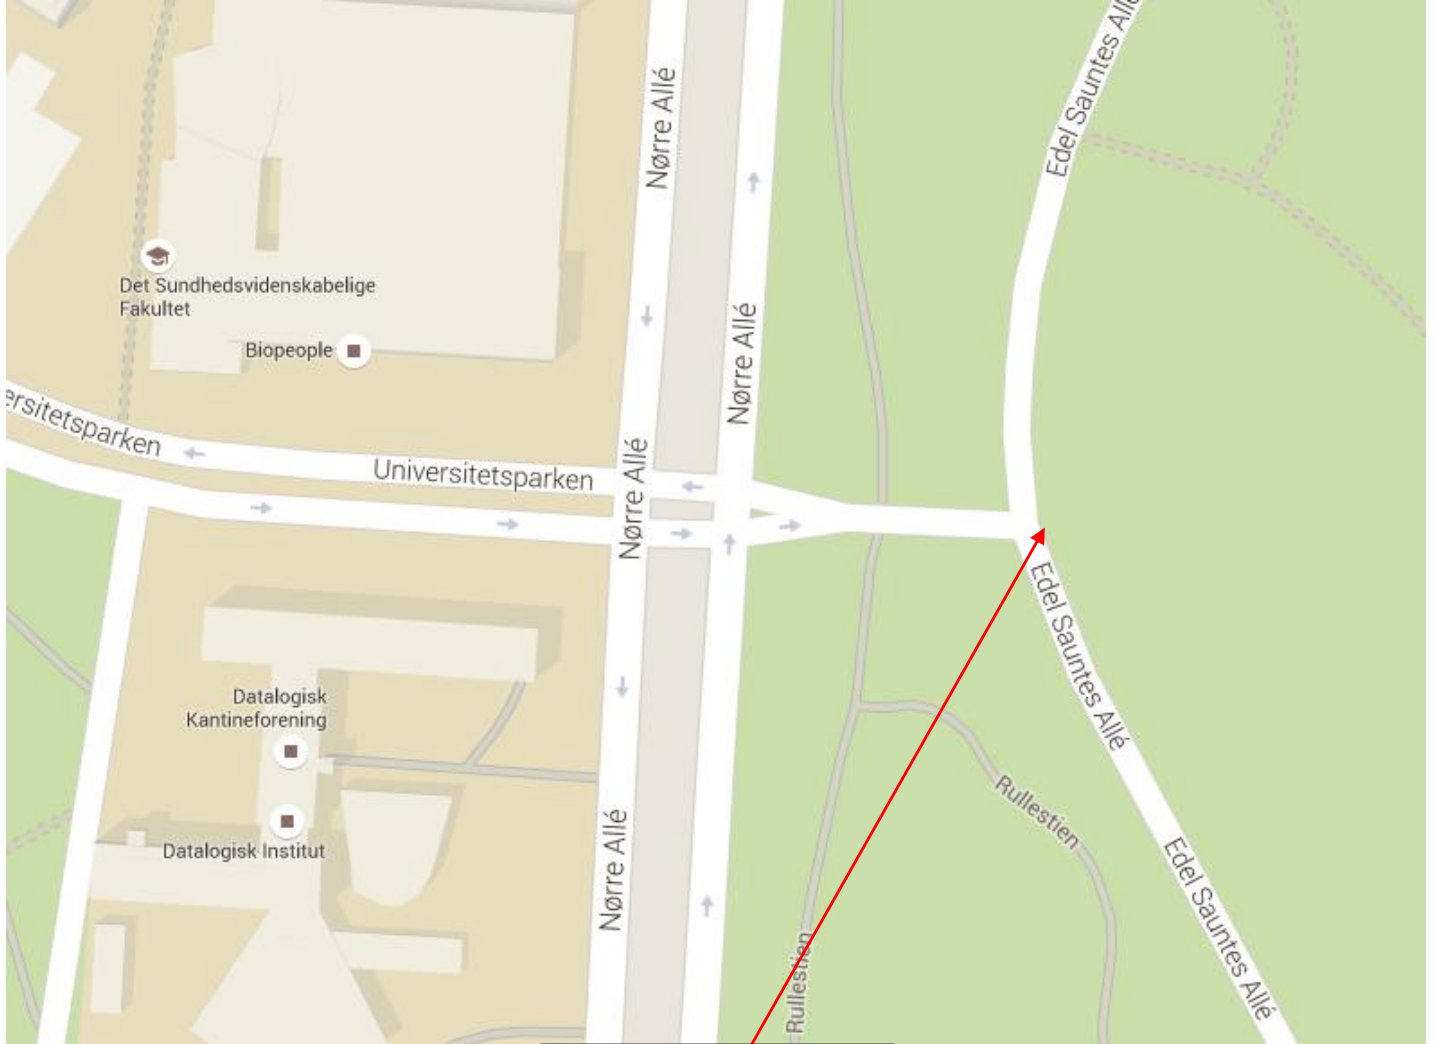 Edel Sauntes Allé
Nørre Allé
Det Sundhedsvidenskabelige
Fakultet
Biopeople
Nørre Allé
ersitetsparken
Universitetsparken
Nørre Allé
Edel Sauntes Allé
Datalogisk
Kantineforening
Rullestien
Datalogisk Institut
Nørre Allé
Edel Sauntes Allé
Rullestien